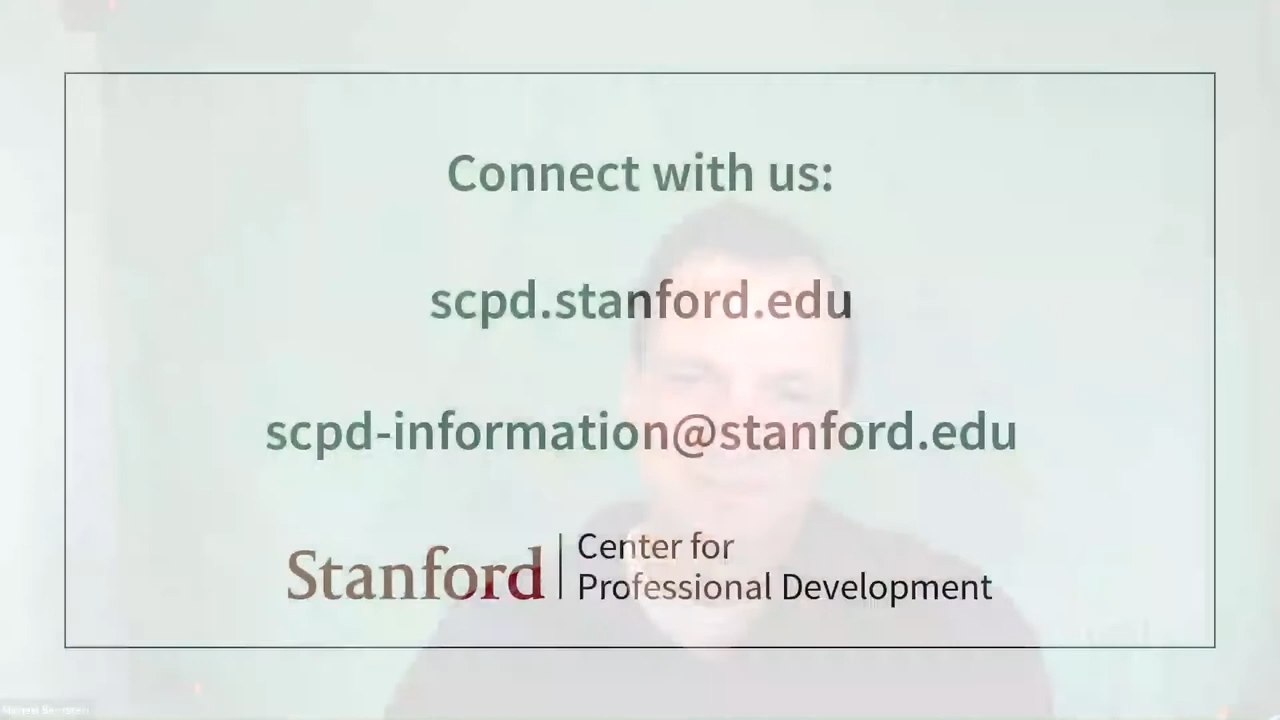 Connect with us:
scpd.stanford.edu
scpd-information@stanford.edu
Stanford
Center for
Professional Development